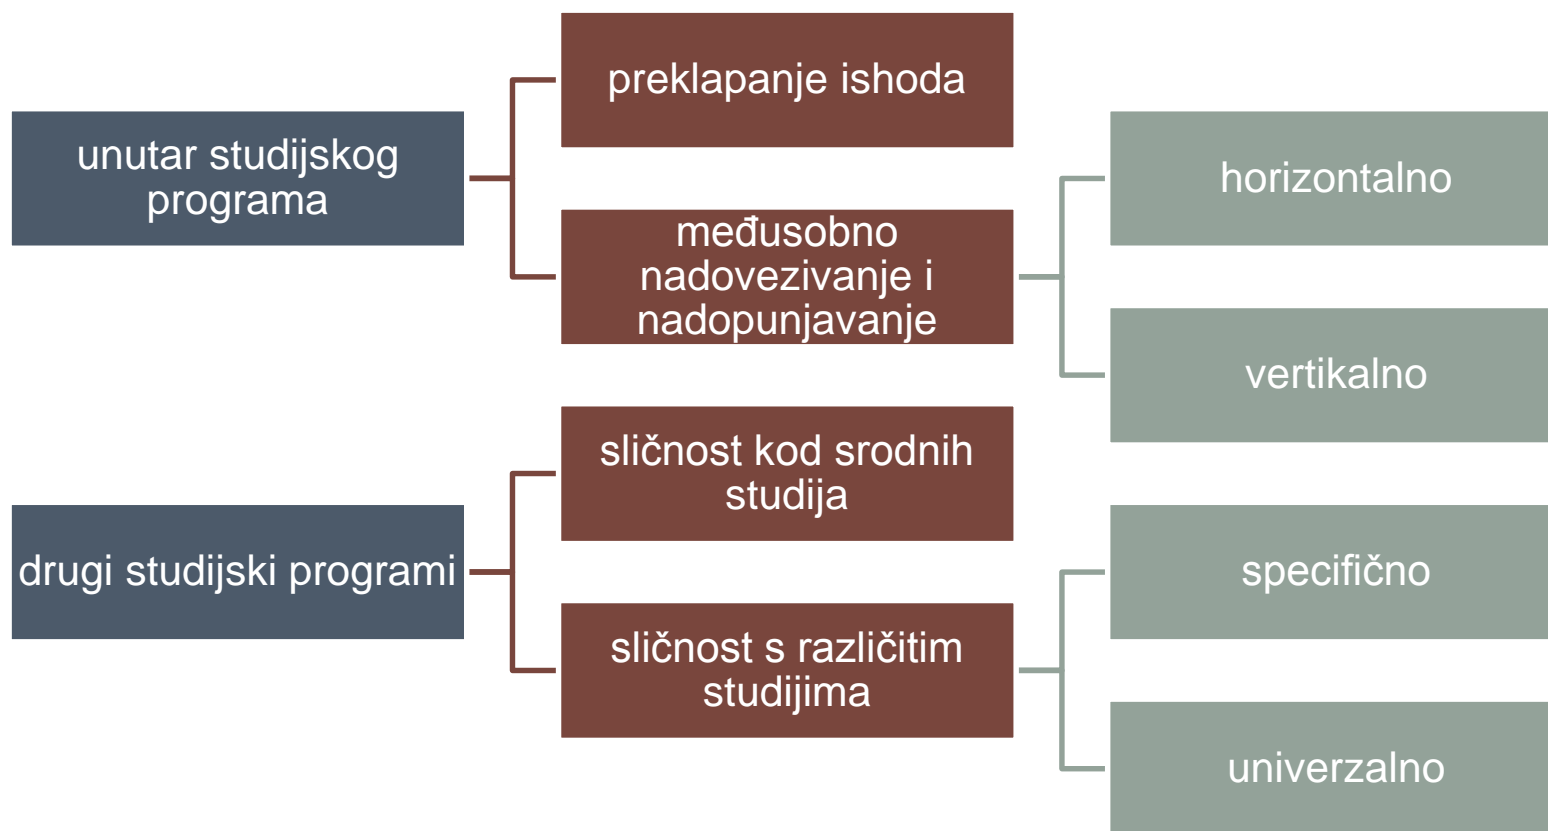 unutar studijskog
programa
preklapanje ishoda
međusobno
nadovezivanje i
nadopunjavanje
horizontalno
vertikalno
drugi studijski programi
sličnost kod srodnih
studija
sličnost s različitim
studijima
specifično
univerzalno